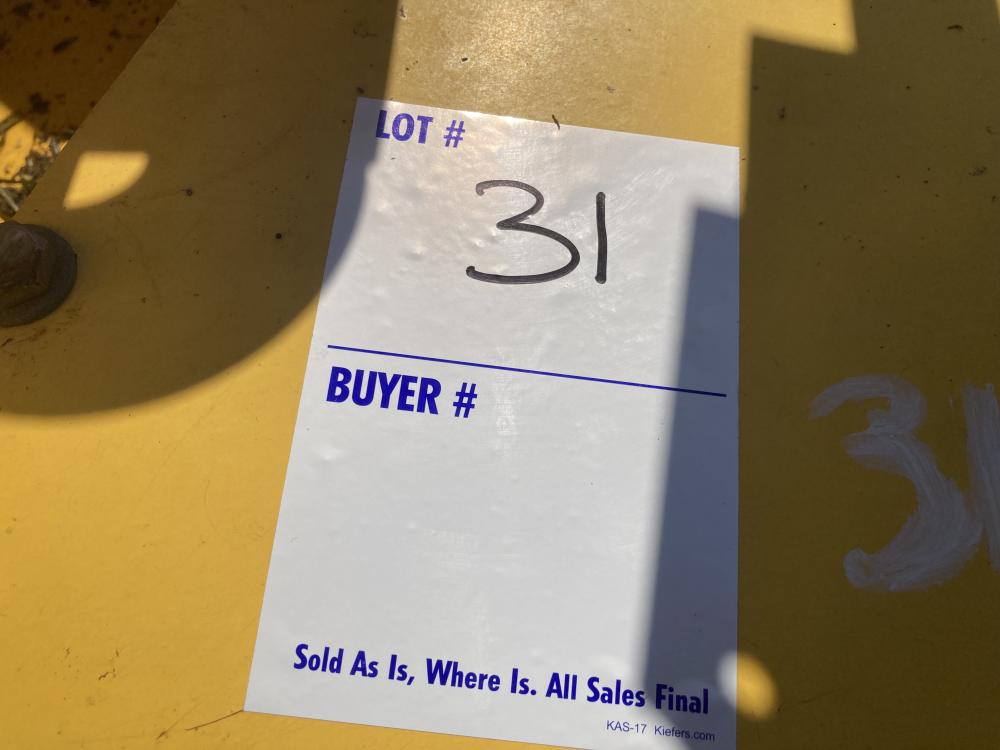 LOT #
31
BUYER #
31
Sold As Is, Where Is. All Sales Final
KAS-17 Kiefers.com